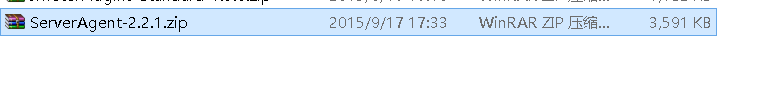 ServerAgent-2.2.1.zip 2015/9/17 17:33 WinRAR ZIP 压缩... 3,591 KB